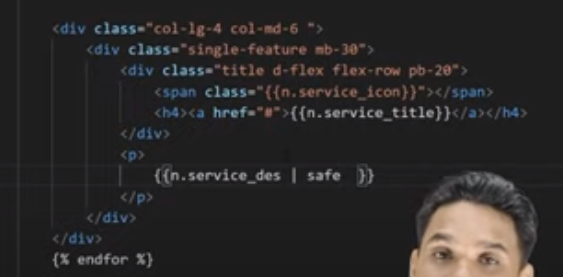 <div class="col-lg-4 col-md-6 ">
<div class="single-feature mb-30">
<div class="title d-flex flex-row pb-20">
<span class="{{n.service_icon}}"></span>
<h4><a href="#">{{n.service_title}}</a></h4>
</div>
<p>
{{n.service_des | safe  }}
</p>
</div>
</div>
{% endfor %}